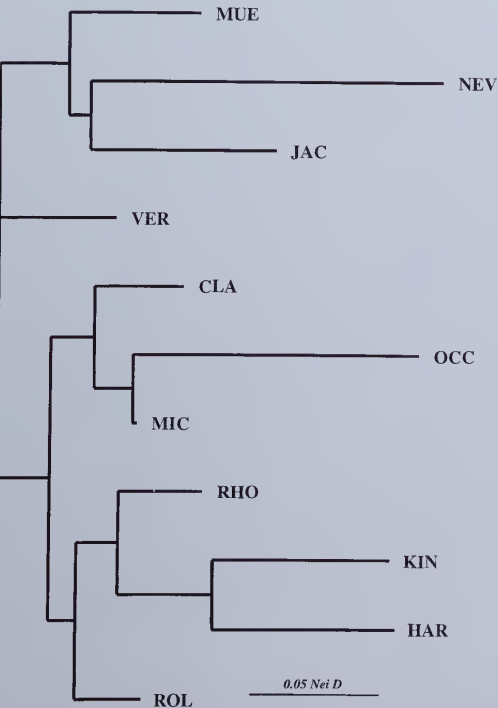 MUE
NEV
JAC
VER
CLA
OCC
MIC
RHO
KIN
HAR
0.05 Nei D
ROL